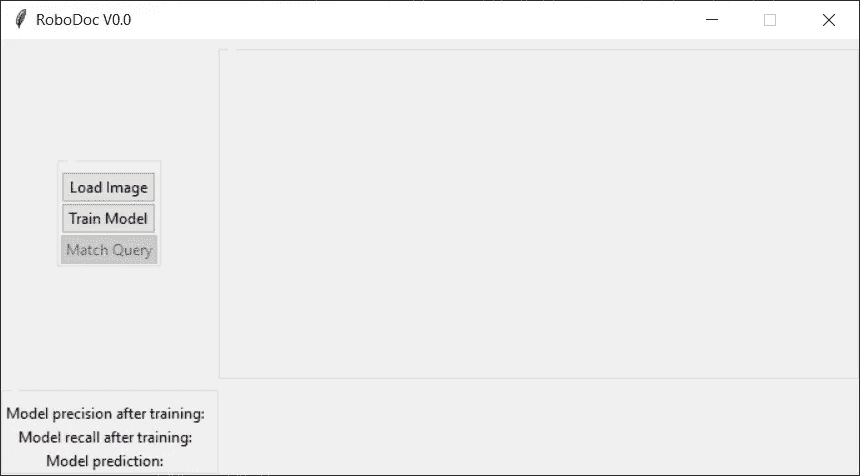 RoboDoc V0.0
Load Image
Train Model
Match Query
Model precision after training:
Model recall after training:
Model prediction: